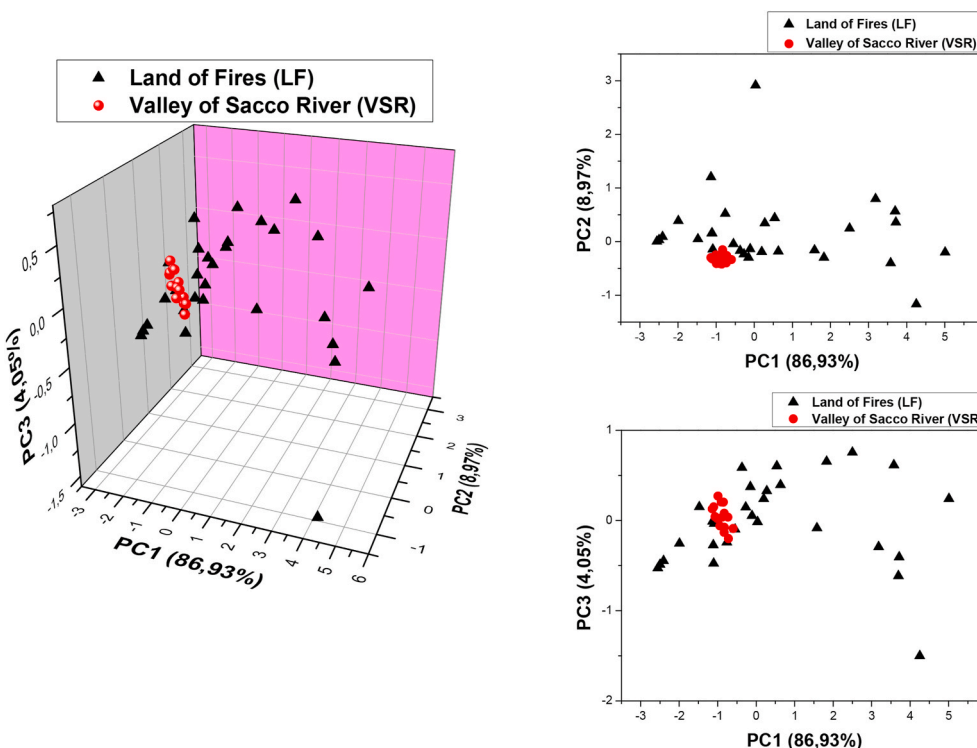 Land of Fires (LF)
Valley of Sacco River (VSR)
0,5
0,0
-0,5
-1,0
-1,5
PC3 (4,05%)
-3
-2
-1
0
1
2
3
4
5
6
PC1 (86,93%)
3
2
1
0
-1
PC2 (8,97%)
Land of Fires (LF)
Valley of Sacco River (VSR)
3
2
1
0
-1
PC2 (8,97%)
-3 -2 -1 0 1 2 3 4 5
PC1 (86,93%)
Land of Fires (LF)
Valley of Sacco River (VSR
1
0
-1
-2
PC3 (4,05%)
-3 -2 -1 0 1 2 3 4 5
PC1 (86,93%)